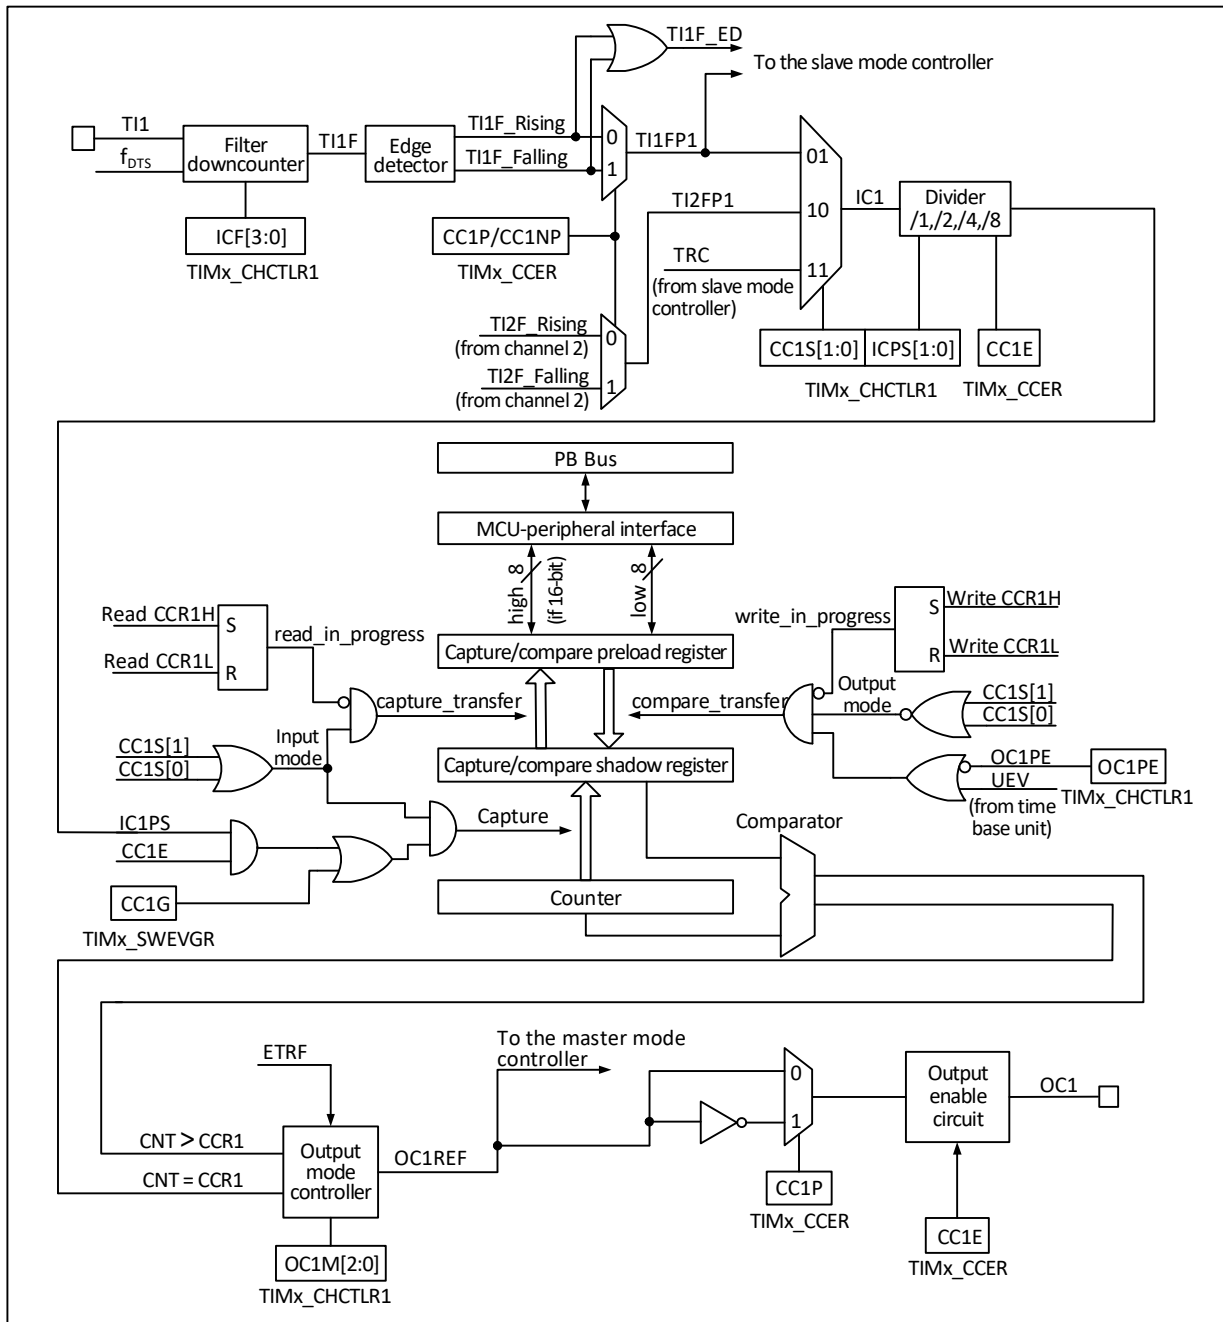 TI1F_ED
To the slave mode controller
TI1
fDTS
Filter
downcounter
TI1F
Edge
detector
TI1F_Rising
TI1F_Falling
0
1
TI1FP1
01
10
11
TI2FP1
TRC
(from slave mode
controller)
IC1
Divider
/1,/2,/4,/8
ICF[3:0]
TIMx_CHCTLR1
CC1P/CC1NP
TIMx_CCER
TI2F_Rising
(from channel 2)
TI2F_Falling
(from channel 2)
0
1
CC1S[1:0]
ICPS[1:0]
TIMx_CHCTLR1
CC1E
TIMx_CCER
PB Bus
MCU-peripheral interface
high
8
(if 16-bit)
low
8
Read CCR1H
Read CCR1L
S
R
read_in_progress
write_in_progress
S
R
Write CCR1H
Write CCR1L
Capture/compare preload register
capture_transfer
compare_transfer
Output
mode
CC1S[1]
CC1S[0]
CC1S[1]
CC1S[0]
Input
mode
Capture/compare shadow register
OC1PE
UEV
(from time
base unit)
OC1PE
TIMx_CHCTLR1
IC1PS
CC1E
CC1G
TIMx_SWEVGR
Capture
Comparator
Counter
ETRF
To the master mode
controller
CNT > CCR1
CNT = CCR1
Output
mode
controller
OC1REF
OC1M[2:0]
TIMx_CHCTLR1
0
1
CC1P
TIMx_CCER
Output
enable
circuit
OC1
CC1E
TIMx_CCER